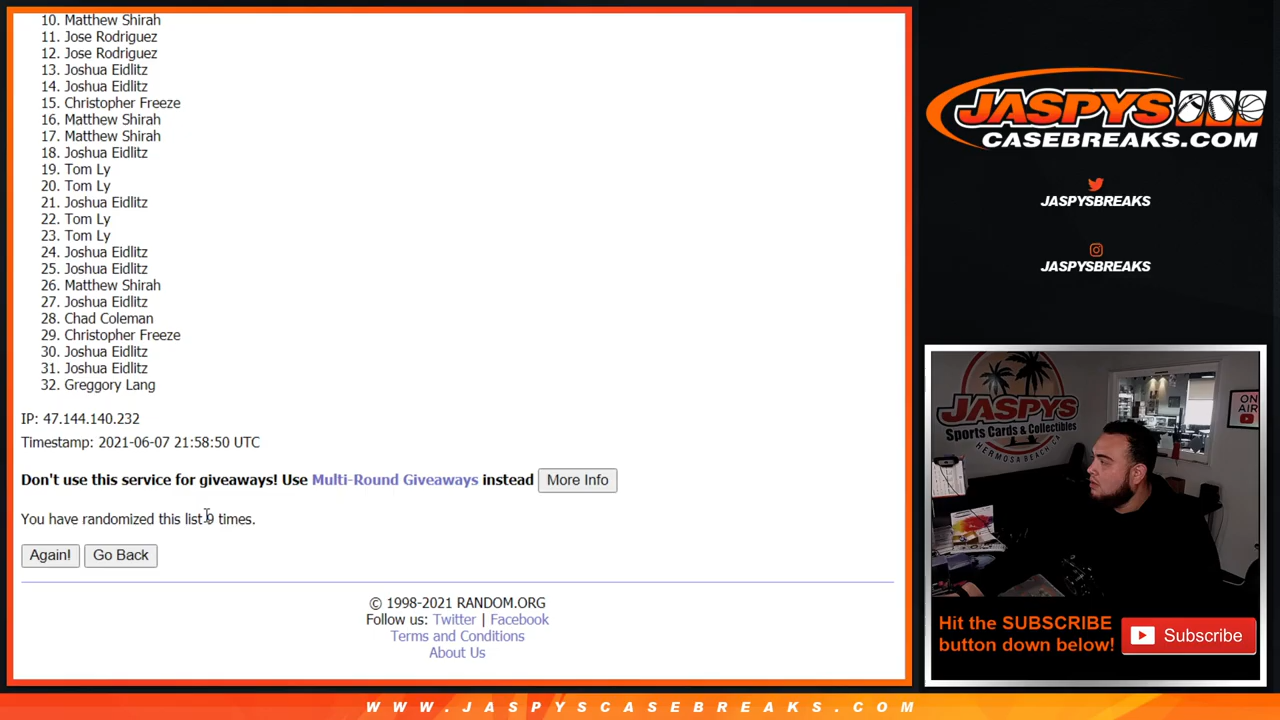 10. Matthew Shirah
11. Jose Rodriguez
12. Jose Rodriguez
13. Joshua Eidlitz
14. Joshua Eidlitz
15. Christopher Freeze
16. Matthew Shirah
17. Matthew Shirah
18. Joshua Eidlitz
19. Tom Ly
20. Tom Ly
21. Joshua Eidlitz
22. Tom Ly
23. Tom Ly
24. Joshua Eidlitz
25. Joshua Eidlitz
26. Matthew Shirah
27. Joshua Eidlitz
28. Chad Coleman
29. Christopher Freeze
30. Joshua Eidlitz
31. Joshua Eidlitz
32. Greggory Lang
IP: 47.144.140.232
Timestamp: 2021-06-07 21:58:50 UTC
Don't use this service for giveaways! Use Multi-Round Giveaways instead More Info
You have randomized this list times.
Again! Go Back
© 1998-2021 RANDOM.ORG
Follow us: Twitter | Facebook
Terms and Conditions
About Us
JASPYS
CASEBREAKS.COM
JASPYSBREAKS
JASPYSBREAKS
JASPYS
Sports Cards & Collectibles
HERMOSA BEACH, CA
ON
AIR
Hit the SUBSCRIBE
button down below!
Subscribe
WWW.JASPYSCASEBREAKS.COM